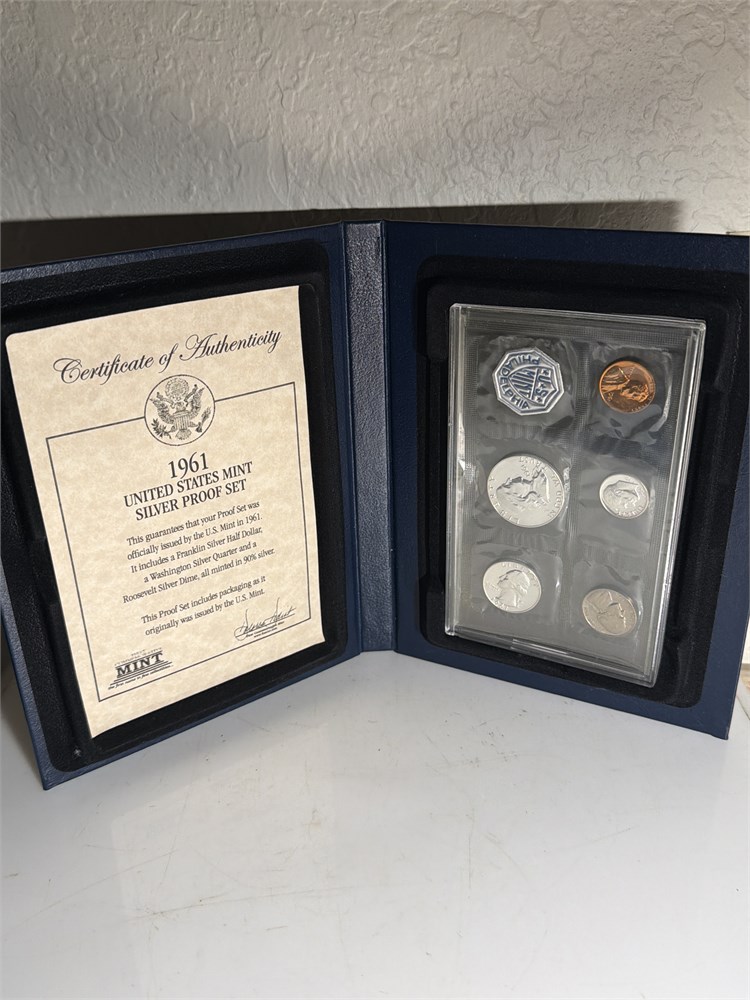 Certificate of Authenticity
1961
UNITED STATES MINT
SILVER PROOF SET
This guarantees that your Proof Set was
officially issued by the U.S. Mint in 1961.
It includes a Franklin Silver Half Dollar,
a Washington Silver Quarter and a
Roosevelt Silver Dime, all minted in 90% silver.
This Proof Set includes packaging as it
originally was issued by the U.S. Mint.
MINT
PHILADELPHIA